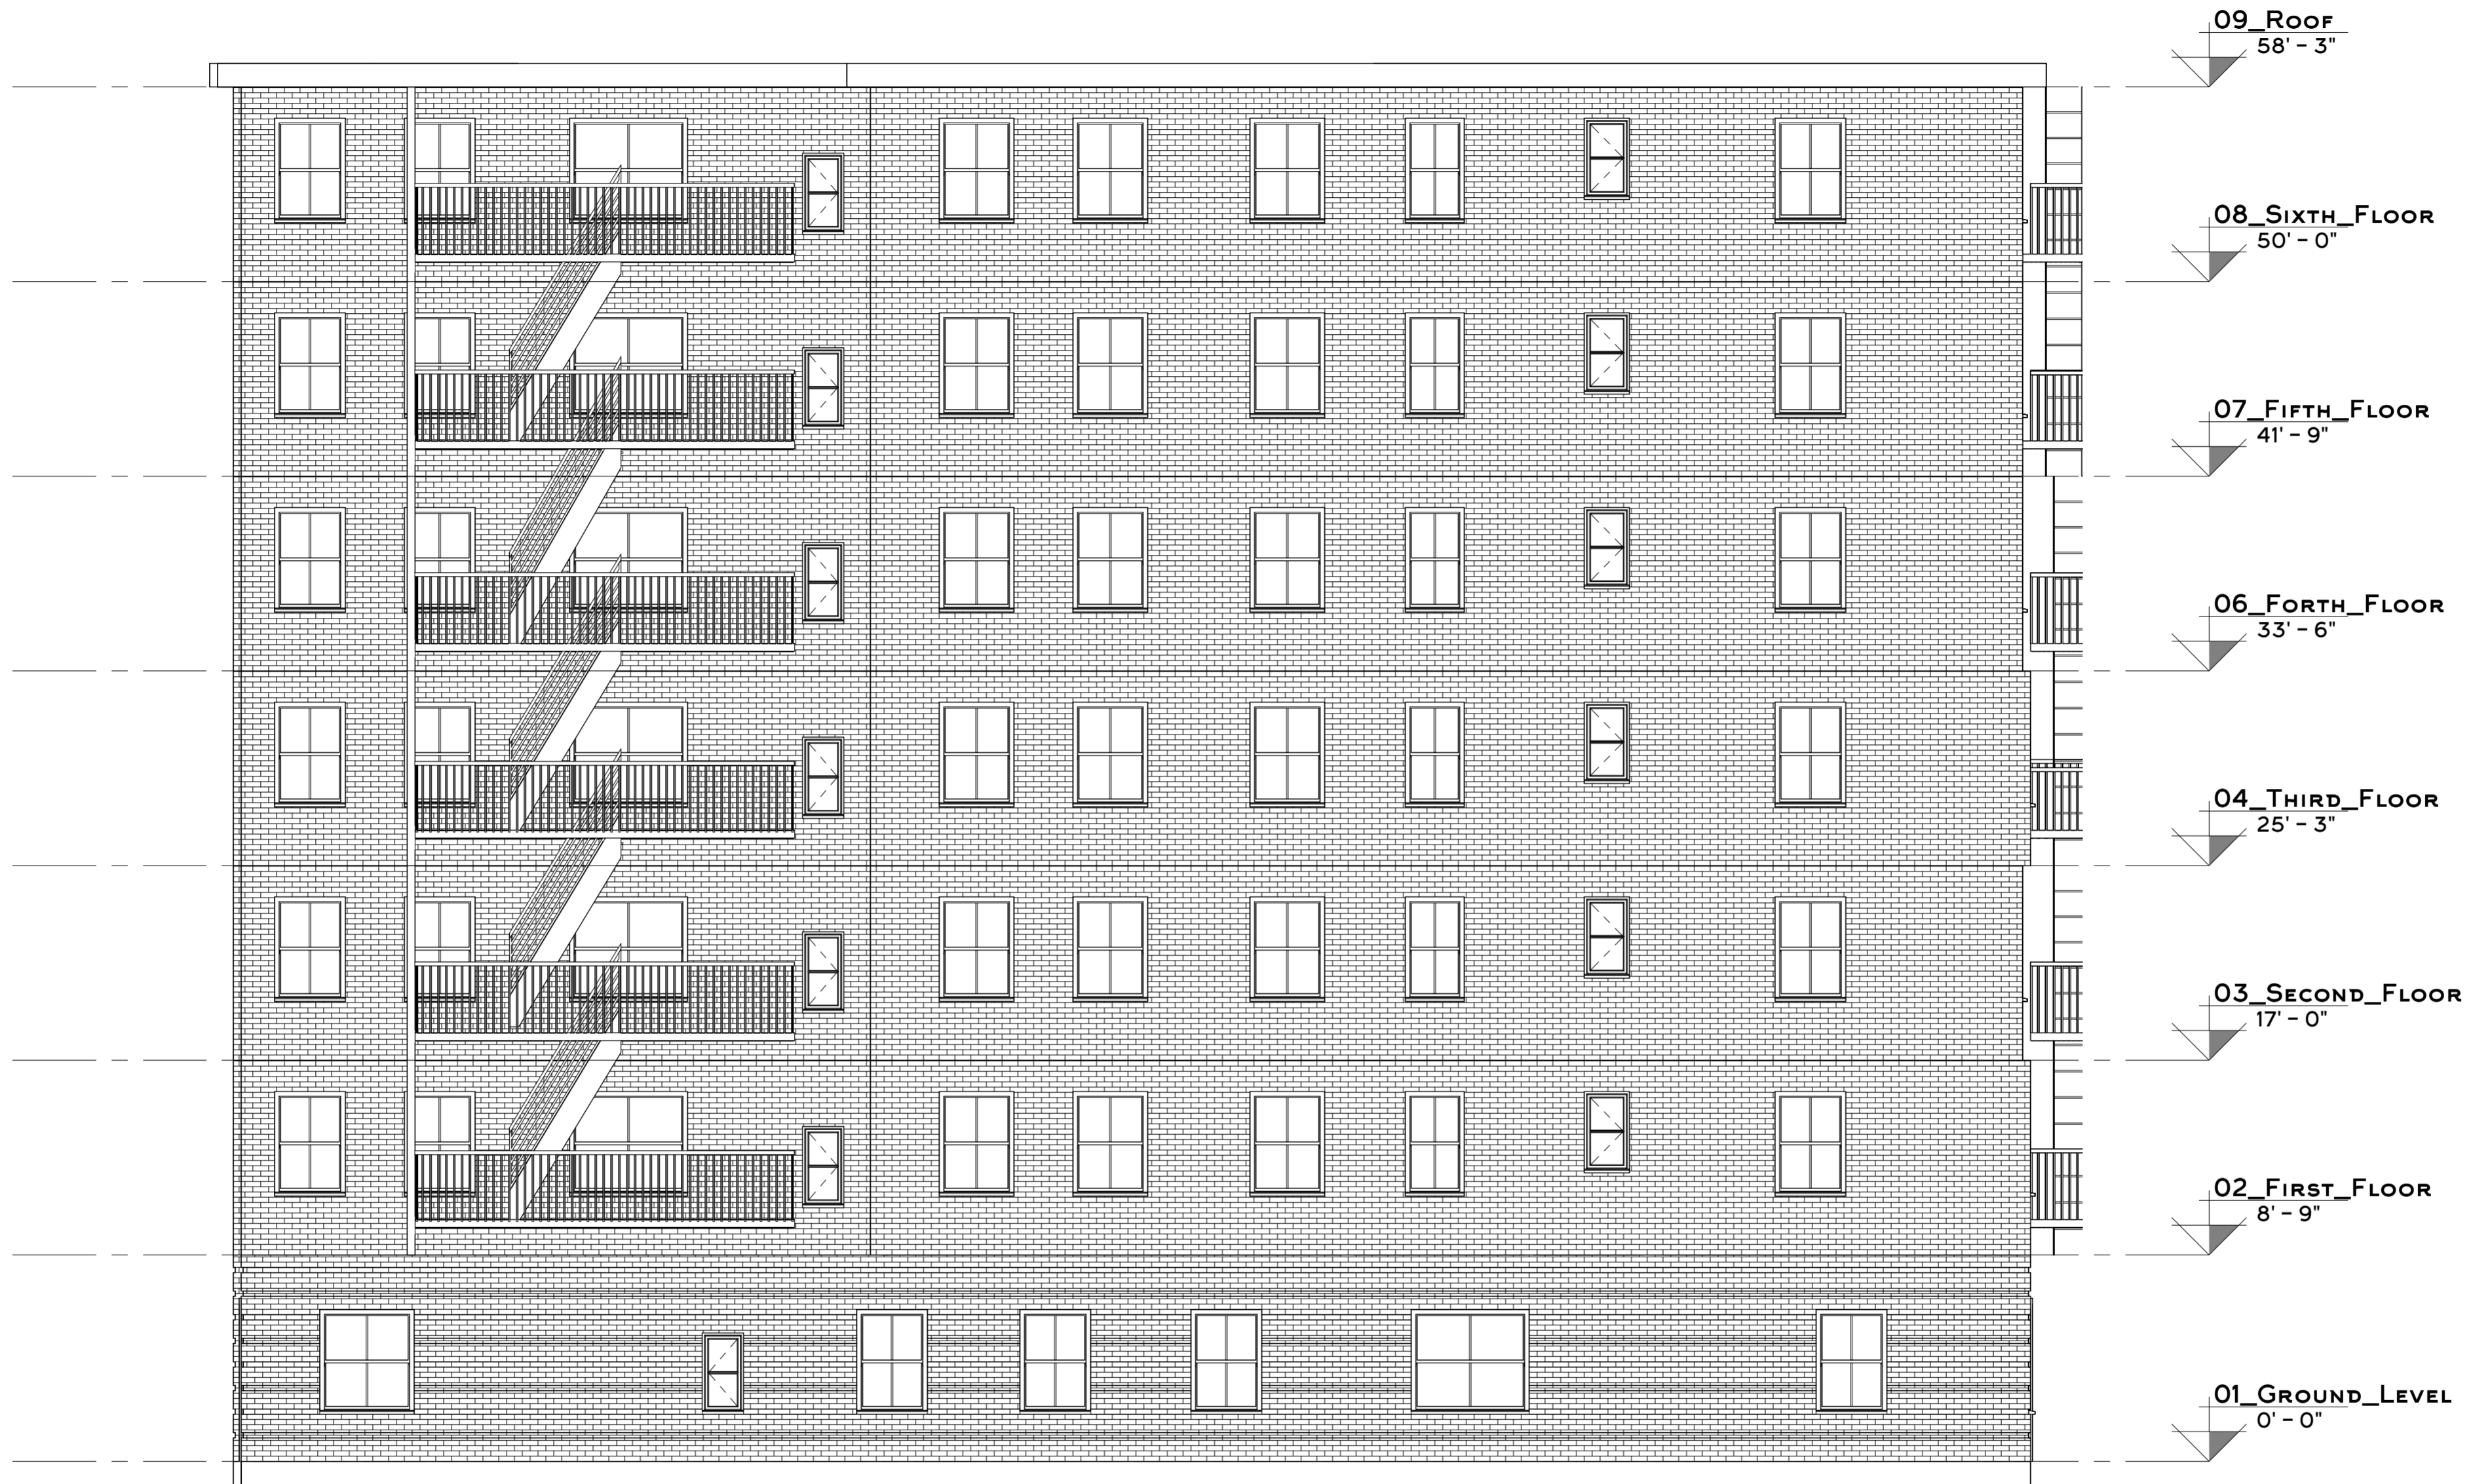 09_Roof
58' - 3"
08_Sixth_Floor
50' - 0"
07_Fifth_Floor
41' - 9"
06_Forth_Floor
33' - 6"
04_Third_Floor
25' - 3"
03_Second_Floor
17' - 0"
02_First_Floor
8' - 9"
01_Ground_Level
0' - 0"